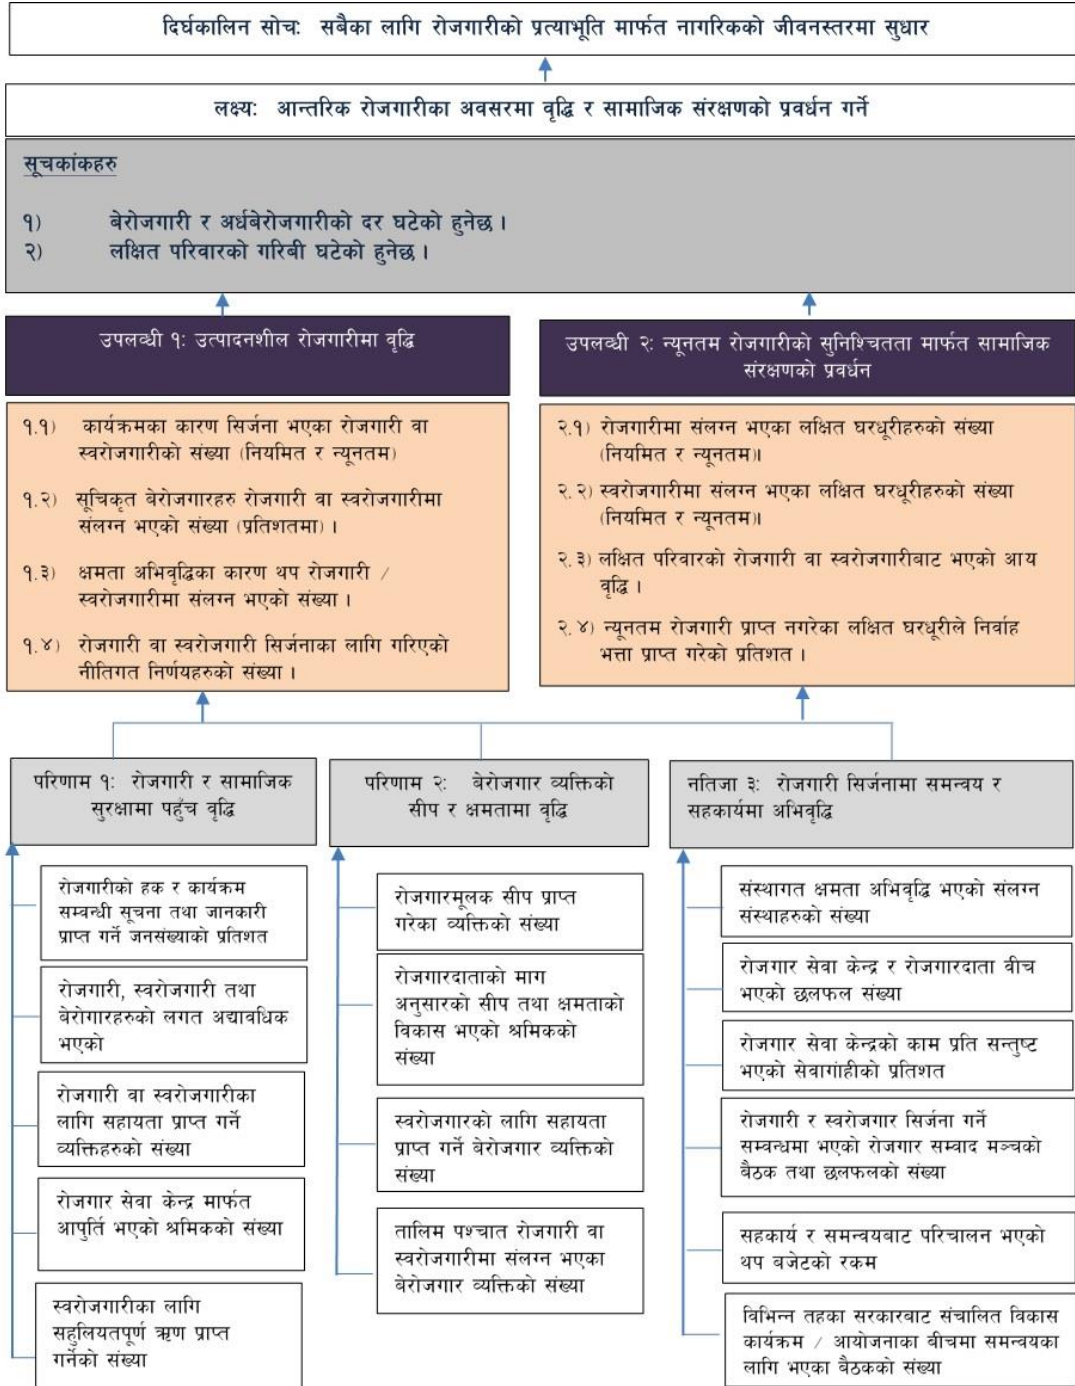 दिर्घकालिन सोच: सबैका लागि रोजगारीको प्रत्याभूति मार्फत नागरिकको जीवनस्तरमा सुधार
लक्ष्य: आन्तरिक रोजगारीका अवसरमा वृद्धि र सामाजिक संरक्षणको प्रवर्धन गर्ने
सूचकांकहरु
१) बेरोजगारी र अर्धबेरोजगारीको दर घटेको हुनेछ ।
२) लक्षित परिवारको गरिबी घटेको हुनेछ ।
उपलब्धी १: उत्पादनशील रोजगारीमा वृद्धि
१.१) कार्यक्रमका कारण सिर्जना भएका रोजगारी वा
स्वरोजगारीको संख्या (नियमित र न्यूनतम)
१.२) सूचिकृत बेरोजगारहरु रोजगारी वा स्वरोजगारीमा
संलग्न भएको संख्या (प्रतिशतमा) ।
१.३) क्षमता अभिवृद्धिका कारण थप रोजगारी /
स्वरोजगारीमा संलग्न भएको संख्या ।
१.४) रोजगारी वा स्वरोजगारी सिर्जनाका लागि गरिएको
नीतिगत निर्णयहरुको संख्या ।
उपलब्धी २: न्यूनतम रोजगारीको सुनिश्चितता मार्फत सामाजिक
संरक्षणको प्रवर्धन
२.१) रोजगारीमा संलग्न भएका लक्षित घरधूरीहरुको संख्या
(नियमित र न्यूनतम)॥
२.२) स्वरोजगारीमा संलग्न भएका लक्षित घरधूरीहरुको संख्या
(नियमित र न्यूनतम)॥
२.३) लक्षित परिवारको रोजगारी वा स्वरोजगारीबाट भएको आय
वृद्धि ।
२.४) न्यूनतम रोजगारी प्राप्त नगरेका लक्षित घरधूरीले निर्वाह
भत्ता प्राप्त गरेको प्रतिशत ।
परिणाम १: रोजगारी र सामाजिक
सुरक्षामा पहुँच वृद्धि
रोजगारीको हक र कार्यक्रम
सम्वन्धी सूचना तथा जानकारी
प्राप्त गर्ने जनसंख्याको प्रतिशत
रोजगारी, स्वरोजगारी तथा
बेरोगारहरुको लगत अद्यावधिक
भएको
रोजगारी वा स्वरोजगारीका
लागि सहायता प्राप्त गर्ने
व्यक्तिहरुको संख्या
रोजगार सेवा केन्द्र मार्फत
आपुर्ति भएको श्रमिकको संख्या
स्वरोजगारीका लागि
सहुलियतपूर्ण ऋण प्राप्त
गर्नेको संख्या
परिणाम २: बेरोजगार व्यक्तिको
सीप र क्षमतामा वृद्धि
रोजगारमूलक सीप प्राप्त
गरेका व्यक्तिको संख्या
रोजगारदाताको माग
अनुसारको सीप तथा क्षमताको
विकास भएको श्रमिकको
संख्या
स्वरोजगारको लागि सहायता
प्राप्त गर्ने बेरोजगार व्यक्तिको
संख्या
तालिम पश्चात रोजगारी वा
स्वरोजगारीमा संलग्न भएका
बेरोजगार व्यक्तिको संख्या
नतिजा ३: रोजगारी सिर्जनामा समन्वय र
सहकार्यमा अभिवृद्धि
संस्थागत क्षमता अभिवृद्धि भएको संलग्न
संस्थाहरुको संख्या
रोजगार सेवा केन्द्र र रोजगारदाता वीच
भएको छलफल संख्या
रोजगार सेवा केन्द्रको काम प्रति सन्तुष्ट
भएको सेवागांहीको प्रतिशत
रोजगारी र स्वरोजगार सिर्जना गर्ने
सम्वन्धमा भएको रोजगार सम्वाद मञ्चको
बैठक तथा छलफलको संख्या
सहकार्य र समन्वयबाट परिचालन भएको
थप बजेटको रकम
विभिन्न तहका सरकारबाट संचालित विकास
कार्यक्रम / आयोजनाका बीचमा समन्वयका
लागि भएका बैठकको संख्या